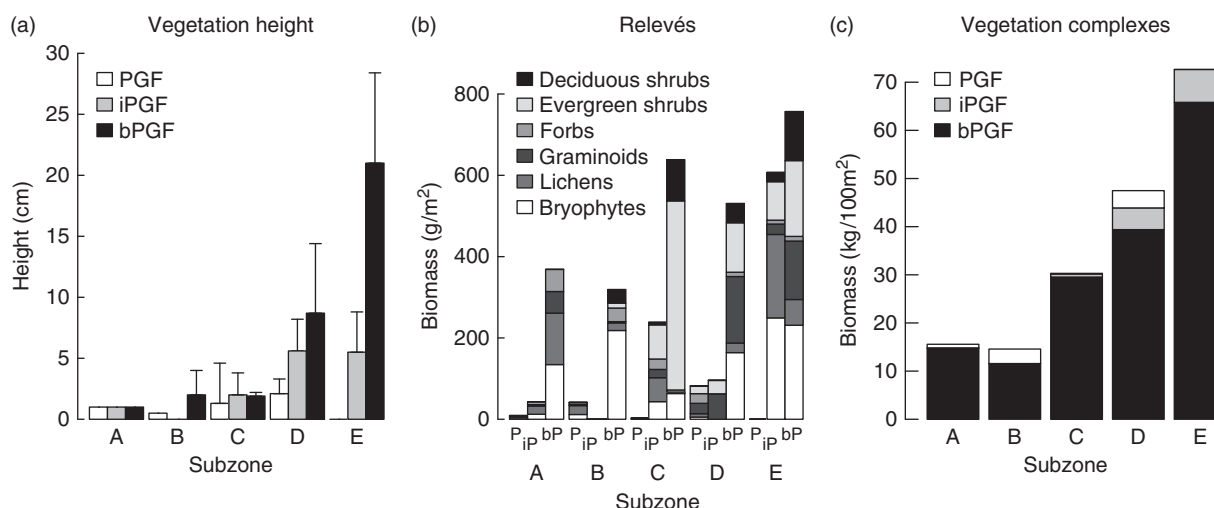 (a) Vegetation height
30
25
20
15
10
5
0
Height (cm)
PGF
iPGF
bPGF
A B C D E
Subzone
(b) Relevés
Deciduous shrubs
Evergreen shrubs
Forbs
Graminoids
Lichens
Bryophytes
800
600
400
200
0
Biomass (g/m²)
P iP bP P iP bP P iP bP P iP bP P iP bP
A B C D E
Subzone
(c) Vegetation complexes
PGF
iPGF
bPGF
70
60
50
40
30
20
10
0
Biomass (kg/100m²)
A B C D E
Subzone